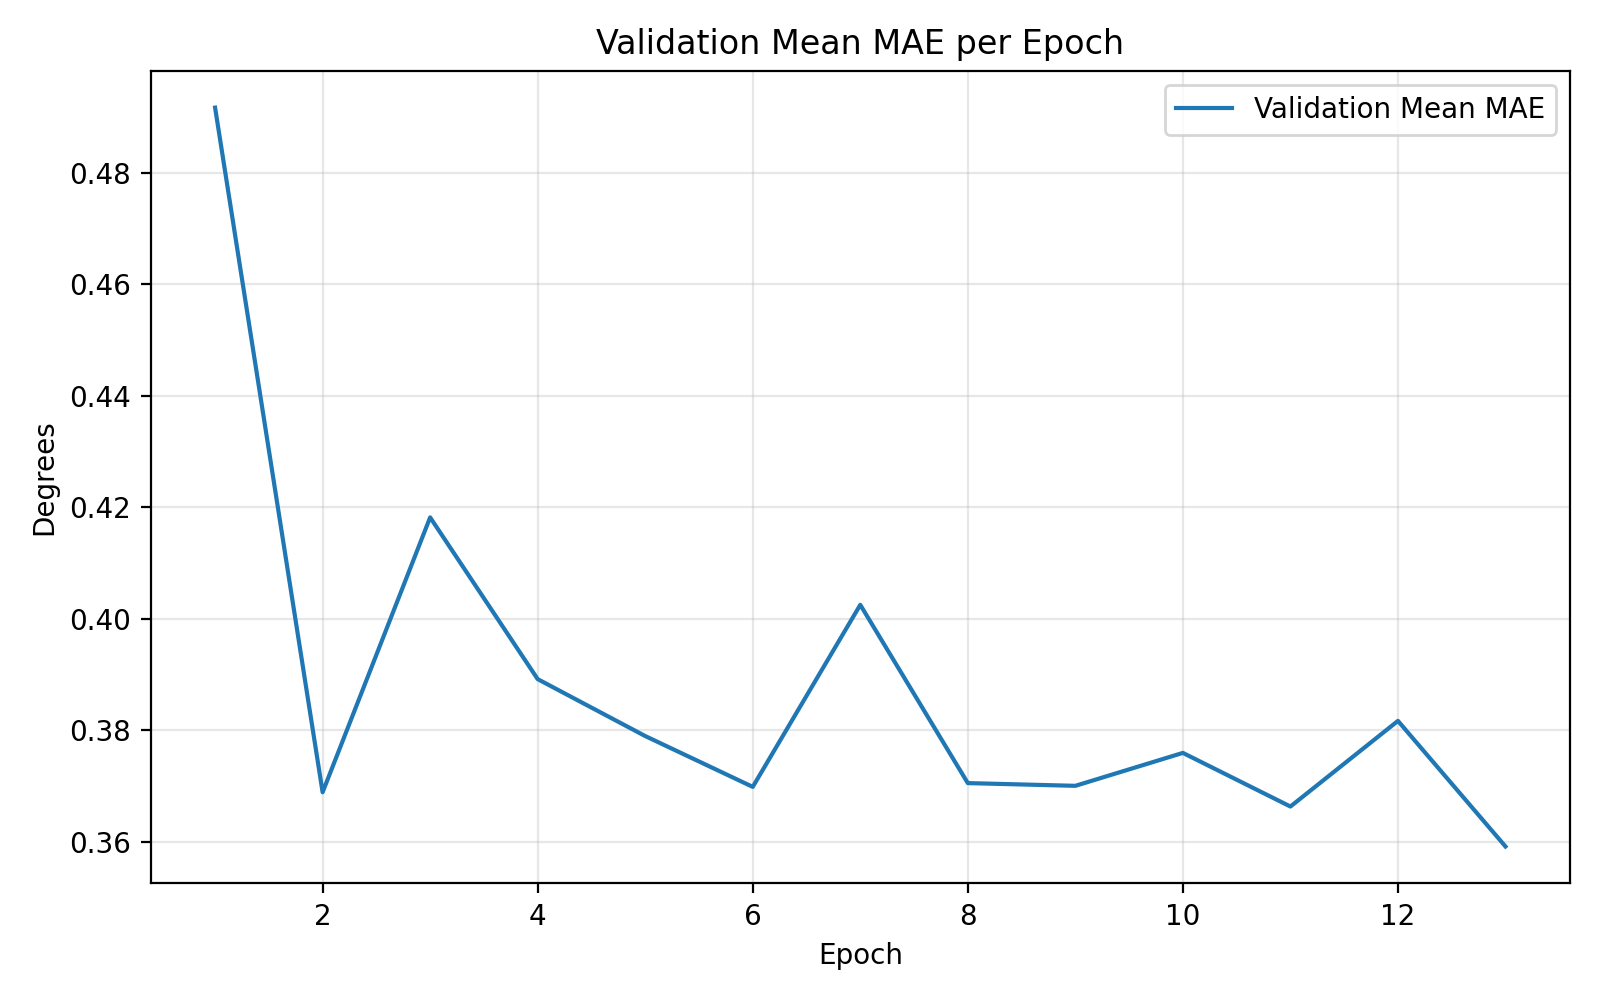 Validation Mean MAE per Epoch
Validation Mean MAE
0.48
0.46
0.44
0.42
0.40
0.38
0.36
Degrees
2 4 6 8 10 12
Epoch